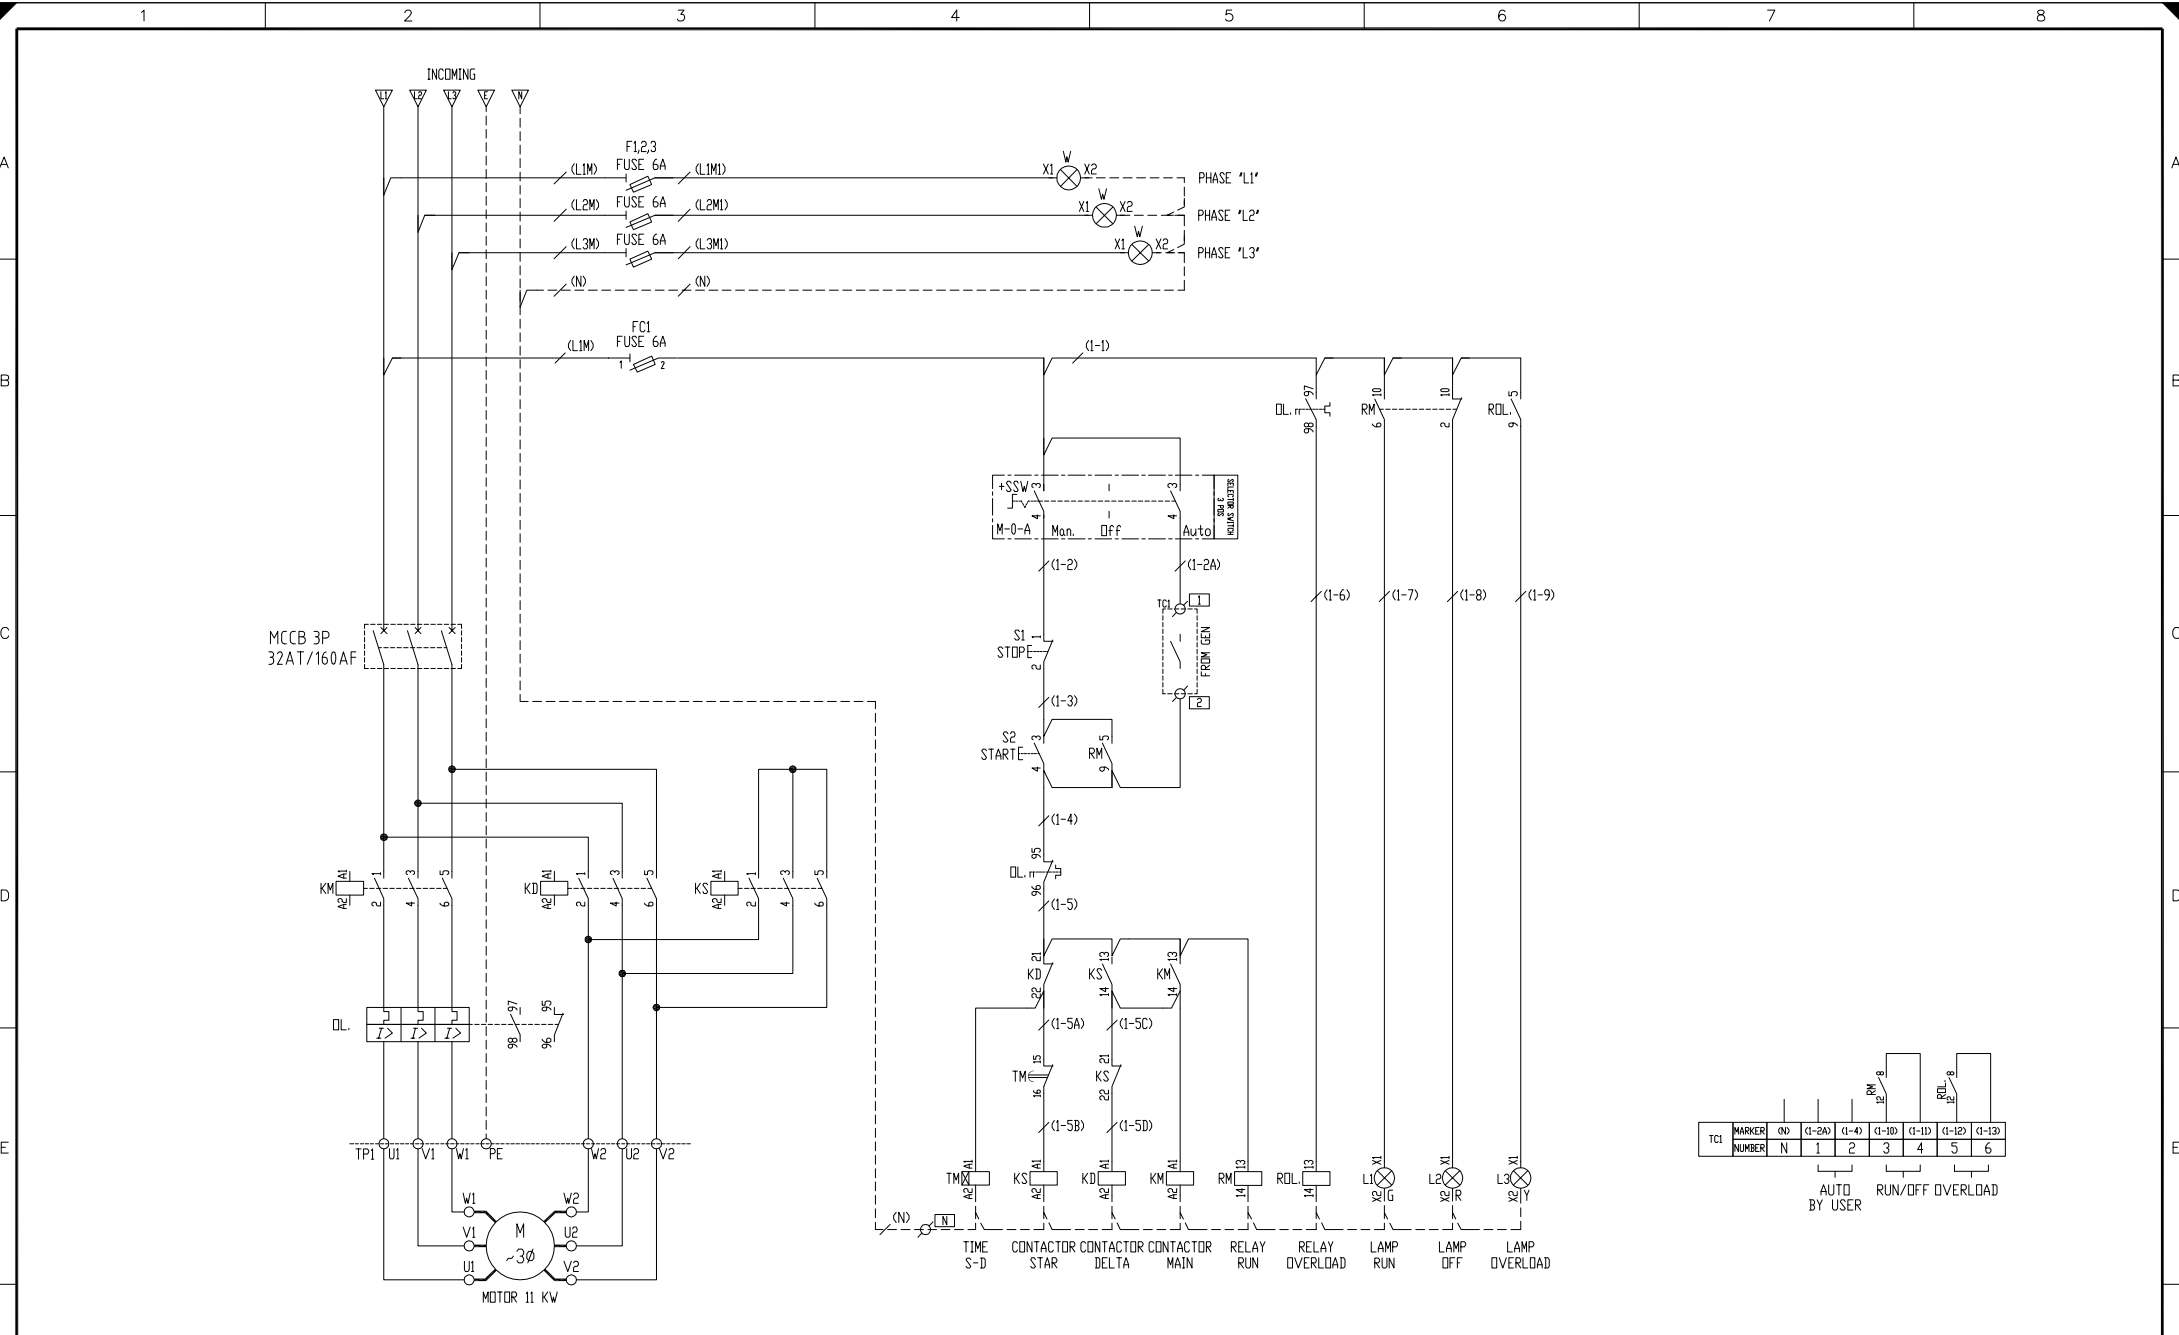 1 2 3 4 5 6 7 8
INCOMING
L1 L2 L3 E N
A A
F1,2,3
(L1M) FUSE 6A (L1M1) X1 W X2 PHASE "L1"
(L2M) FUSE 6A (L2M1) X1 W X2 PHASE "L2"
(L3M) FUSE 6A (L3M1) X1 W X2 PHASE "L3"
(N) (N)
FC1
(L1M) FUSE 6A (1-1)
1 2
B B
97 10 10 5
OL. RM ROL.
98 6 2 9
+SSW 3 3
4 4
M-0-A Man. Off Auto
SELECTOR SWITCH
3 POS
(1-2) (1-2A)
(1-6) (1-7) (1-8) (1-9)
TC1 1
FROM GEN
2
C C
MCCB 3P
32AT/160AF
S1 1
STOP
2
(1-3)
S2 3 5
START RM
4 9
(1-4)
95
OL.
96
(1-5)
D D
A1 1 3 5 A1 1 3 5 A1 1 3 5
KM KD KS
A2 2 4 6 A2 2 4 6 A2 2 4 6
21 13 13
KD KS KM
22 14 14
97 95
OL.
I> I> I>
98 96
(1-5A) (1-5C)
15 21
TM KS
16 22
(1-5B) (1-5D)
E E
TP1 U1 V1 W1 PE W2 U2 V2
A1 A1 A1 A1 13 13 X1 X1 X1
TM KS KD KM RM ROL. L1 L2 L3
A2 A2 A2 A2 14 14 X2 G X2 R X2 Y
(N) N
W1 W2
V1 M U2
~3Ø
U1 V2
MOTOR 11 KW
TIME CONTACTOR CONTACTOR CONTACTOR RELAY RELAY LAMP LAMP LAMP
S-D STAR DELTA MAIN RUN OVERLOAD RUN OFF OVERLOAD
RM 8 ROL. 8
12 12
TC1 MARKER (N) (1-2A) (1-4) (1-10) (1-11) (1-12) (1-13)
NUMBER N 1 2 3 4 5 6
AUTO RUN/OFF OVERLOAD
BY USER